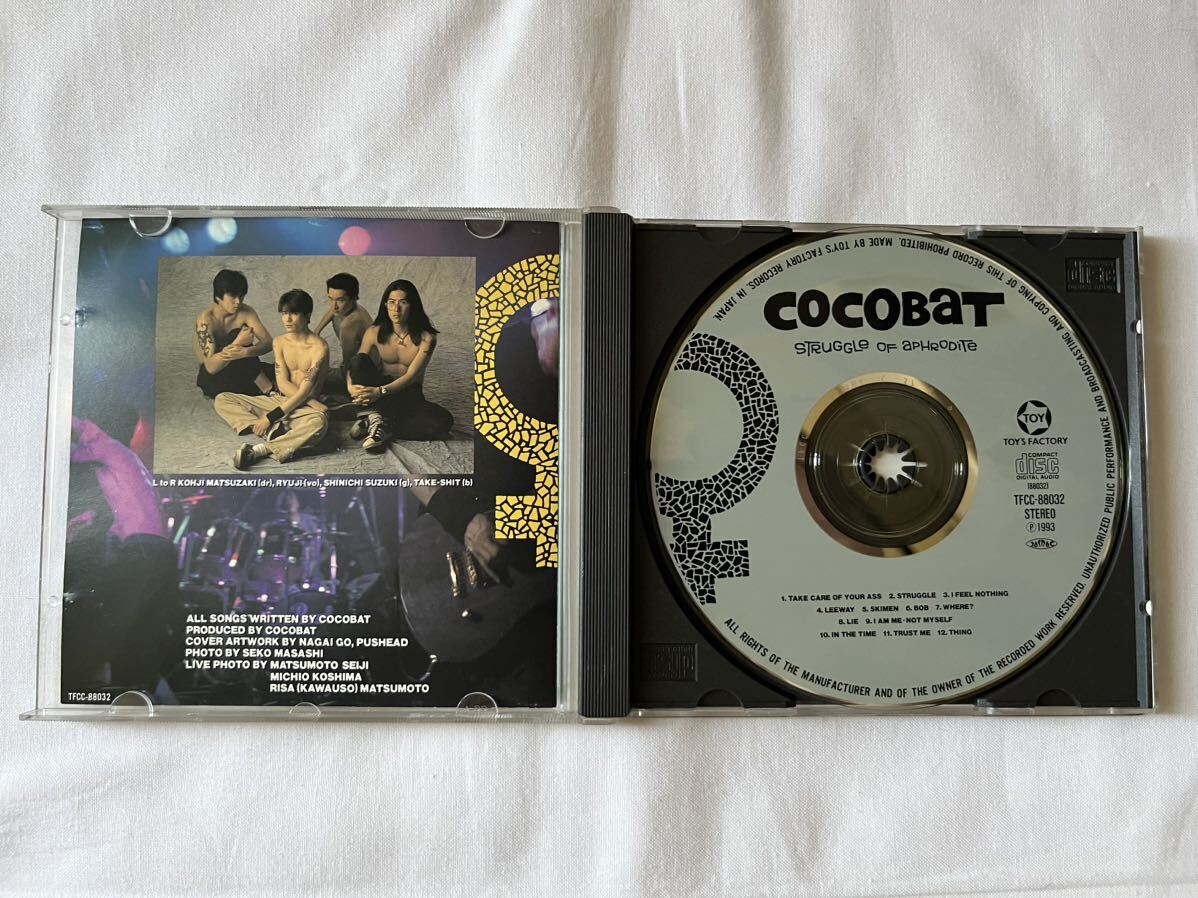 L to R KOHJI MATSUZAKI (dr), RYUJI (vo), SHINICHI SUZUKI (g), TAKE-SHIT (b)
ALL SONGS WRITTEN BY COCOBAT
PRODUCED BY COCOBAT
COVER ARTWORK BY NAGAI GO, PUSHEAD
PHOTO BY SEKO MASASHI
LIVE PHOTO BY MATSUMOTO SEIJI
MICHIO KOSHIMA
RISA (KAWAUSO) MATSUMOTO
TFCC-88032
COCOBAT
STRUGGLE OF APHRODITE
TOY
TOY'S FACTORY
COMPACT
disc
DIGITAL AUDIO
(88032)
TFCC-88032
STEREO
Ⓟ1993
1. TAKE CARE OF YOUR ASS 2. STRUGGLE 3. I FEEL NOTHING
4. LEEWAY 5. SKIMEN 6. BOB 7. WHERE?
8. LIE 9. I AM ME·NOT MYSELF
10. IN THE TIME 11. TRUST ME 12. THING
ALL RIGHTS OF THE MANUFACTURER AND OF THE OWNER OF THE RECORDED WORK RESERVED. UNAUTHORIZED PUBLIC PERFORMANCE AND BROADCASTING AND COPYING OF THIS RECORD PROHIBITED. MADE BY TOY'S FACTORY RECORDS. IN JAPAN
disc
DIGITAL AUDIO